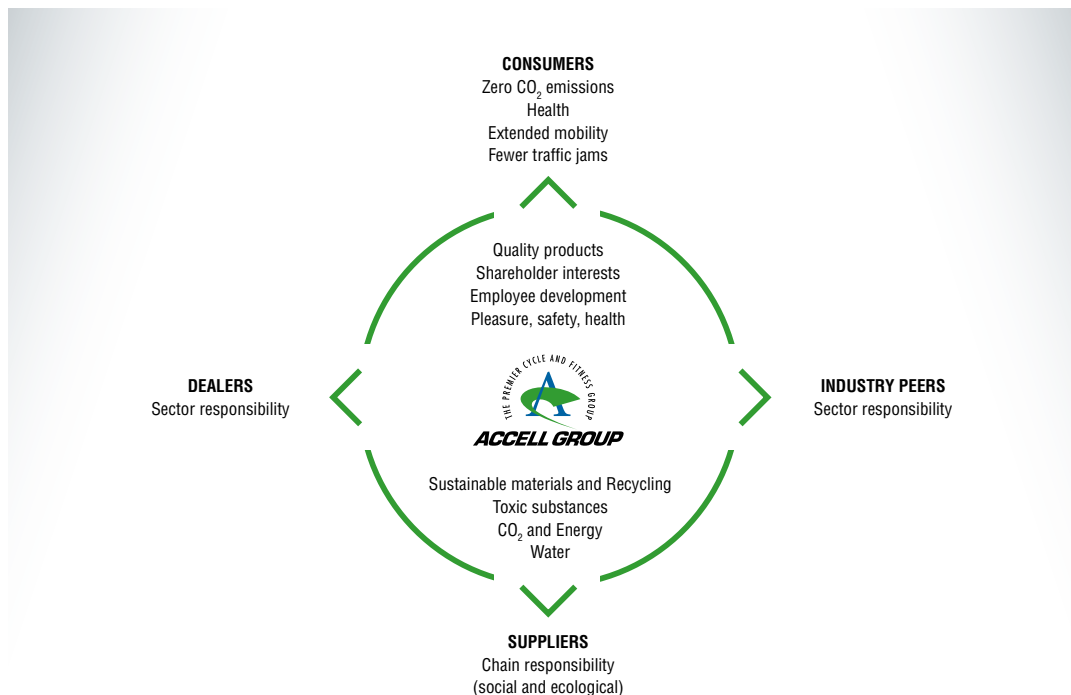 CONSUMERS
Zero CO₂ emissions
Health
Extended mobility
Fewer traffic jams
Quality products
Shareholder interests
Employee development
Pleasure, safety, health
DEALERS
Sector responsibility
THE PREMIER CYCLE AND FITNESS GROUP
A
ACCELL GROUP
INDUSTRY PEERS
Sector responsibility
Sustainable materials and Recycling
Toxic substances
CO₂ and Energy
Water
SUPPLIERS
Chain responsibility
(social and ecological)